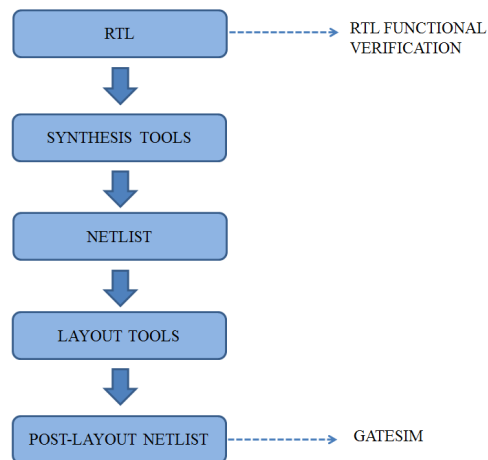 RTL
RTL FUNCTIONAL
VERIFICATION
SYNTHESIS TOOLS
NETLIST
LAYOUT TOOLS
POST-LAYOUT NETLIST
GATESIM